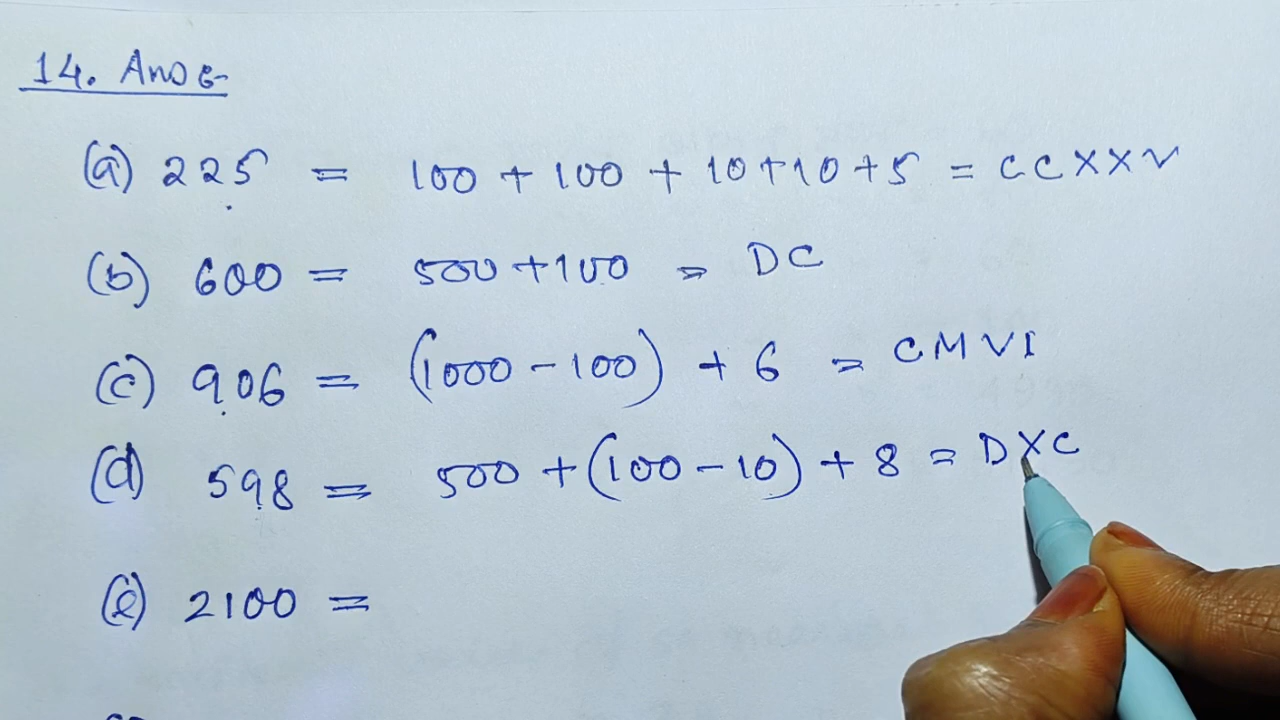 14. Ans:-
(a) 225 = 100 + 100 + 10 + 10 + 5 = CCXXV
(b) 600 = 500 + 100 = DC
(c) 906 = (1000 - 100) + 6 = CMVI
(d) 598 = 500 + (100 - 10) + 8 = DXC
(e) 2100 =